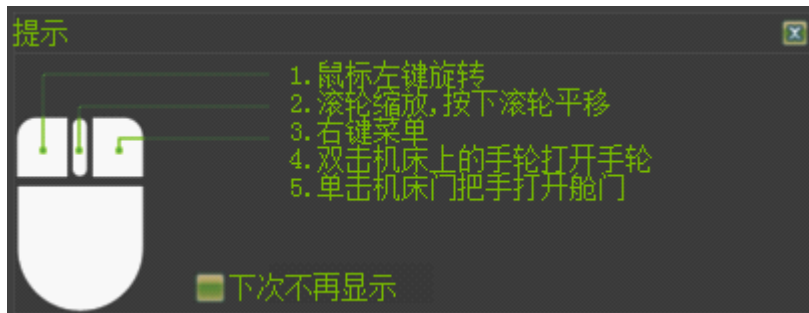 提示
1.鼠标左键旋转
2.滚轮缩放,按下滚轮平移
3.右键菜单
4.双击机床上的手轮打开手轮
5.单击机床门把手打开舱门
下次不再显示